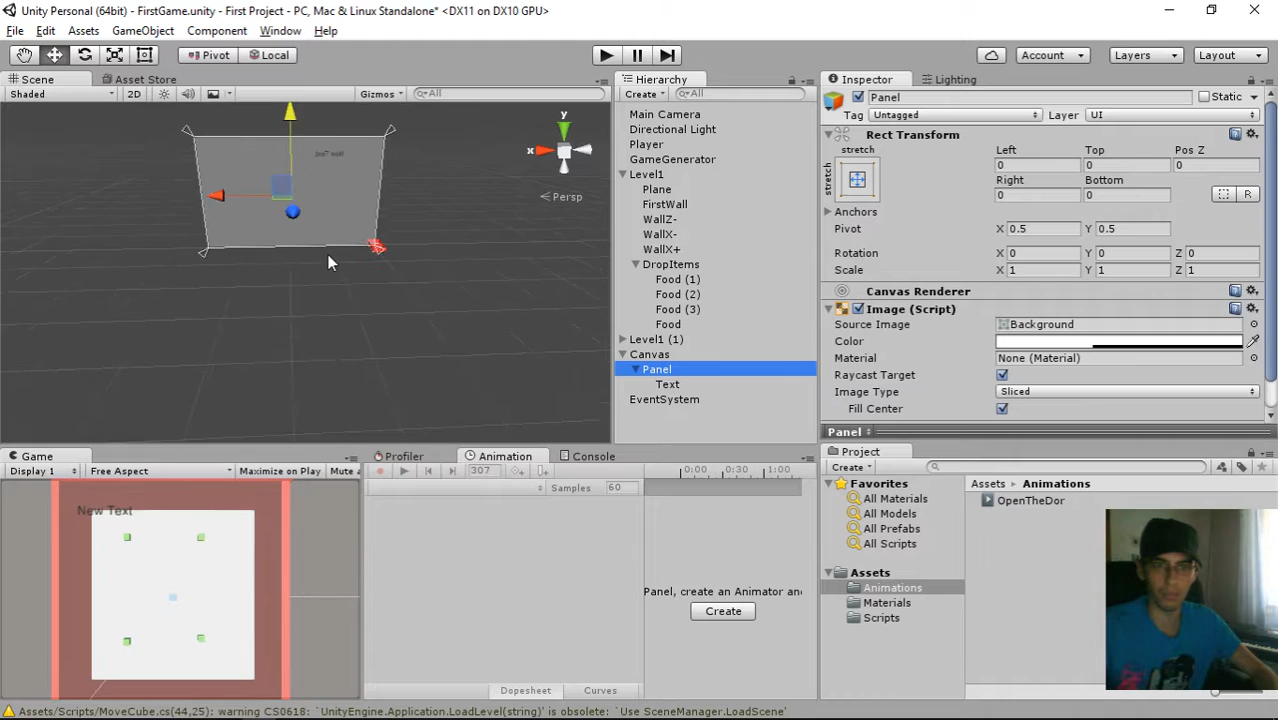 Unity Personal (64bit) - FirstGame.unity - First Project - PC, Mac & Linux Standalone* <DX11 on DX10 GPU>
File Edit Assets GameObject Component Window Help
Pivot Local Account Layers Layout
Scene Asset Store
Shaded 2D Gizmos All
y
x
Persp
New Text
Hierarchy
Create All
Main Camera
Directional Light
Player
GameGenerator
Level1
Plane
FirstWall
WallZ-
WallX-
WallX+
DropItems
Food (1)
Food (2)
Food (3)
Food
Level1 (1)
Canvas
Panel
Text
EventSystem
Inspector Lighting
Panel Static
Tag Untagged Layer UI
Rect Transform
stretch Left Top Pos Z
stretch 0 0 0
Right Bottom
0 0 R
Anchors
Pivot X 0.5 Y 0.5
Rotation X 0 Y 0 Z 0
Scale X 1 Y 1 Z 1
Canvas Renderer
Image (Script)
Source Image Background
Color
Material None (Material)
Raycast Target
Image Type Sliced
Fill Center
Panel
Game
Display 1 Free Aspect Maximize on Play Mute
New Text
Profiler Animation Console
307 0:00 0:30 1:00
Samples 60
Panel, create an Animator and
Create
Dopesheet Curves
Project
Create
Favorites
All Materials
All Models
All Prefabs
All Scripts
Assets
Animations
Materials
Scripts
Assets Animations
OpenTheDor
Assets/Scripts/MoveCube.cs(44,25): warning CS0618: `UnityEngine.Application.LoadLevel(string)' is obsolete: `Use SceneManager.LoadScene'